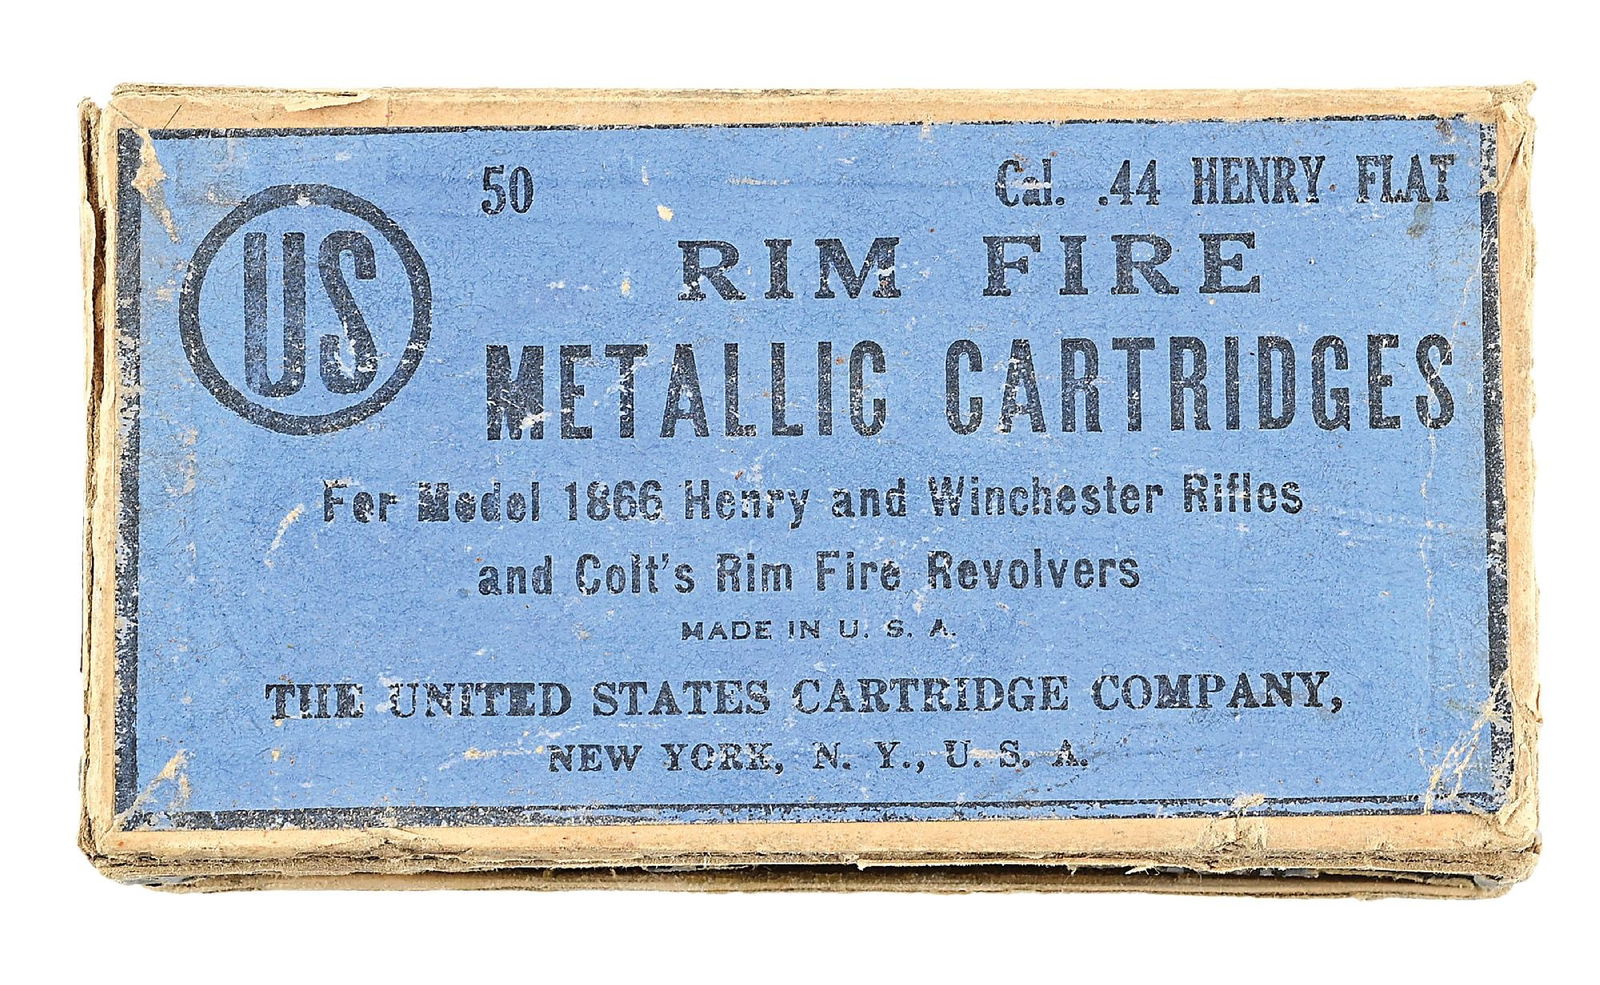 50 Cal. .44 HENRY FLAT
US
RIM FIRE
METALLIC CARTRIDGES
For Model 1866 Henry and Winchester Rifles
and Colt's Rim Fire Revolvers
MADE IN U. S. A.
THE UNITED STATES CARTRIDGE COMPANY,
NEW YORK, N. Y., U. S. A.